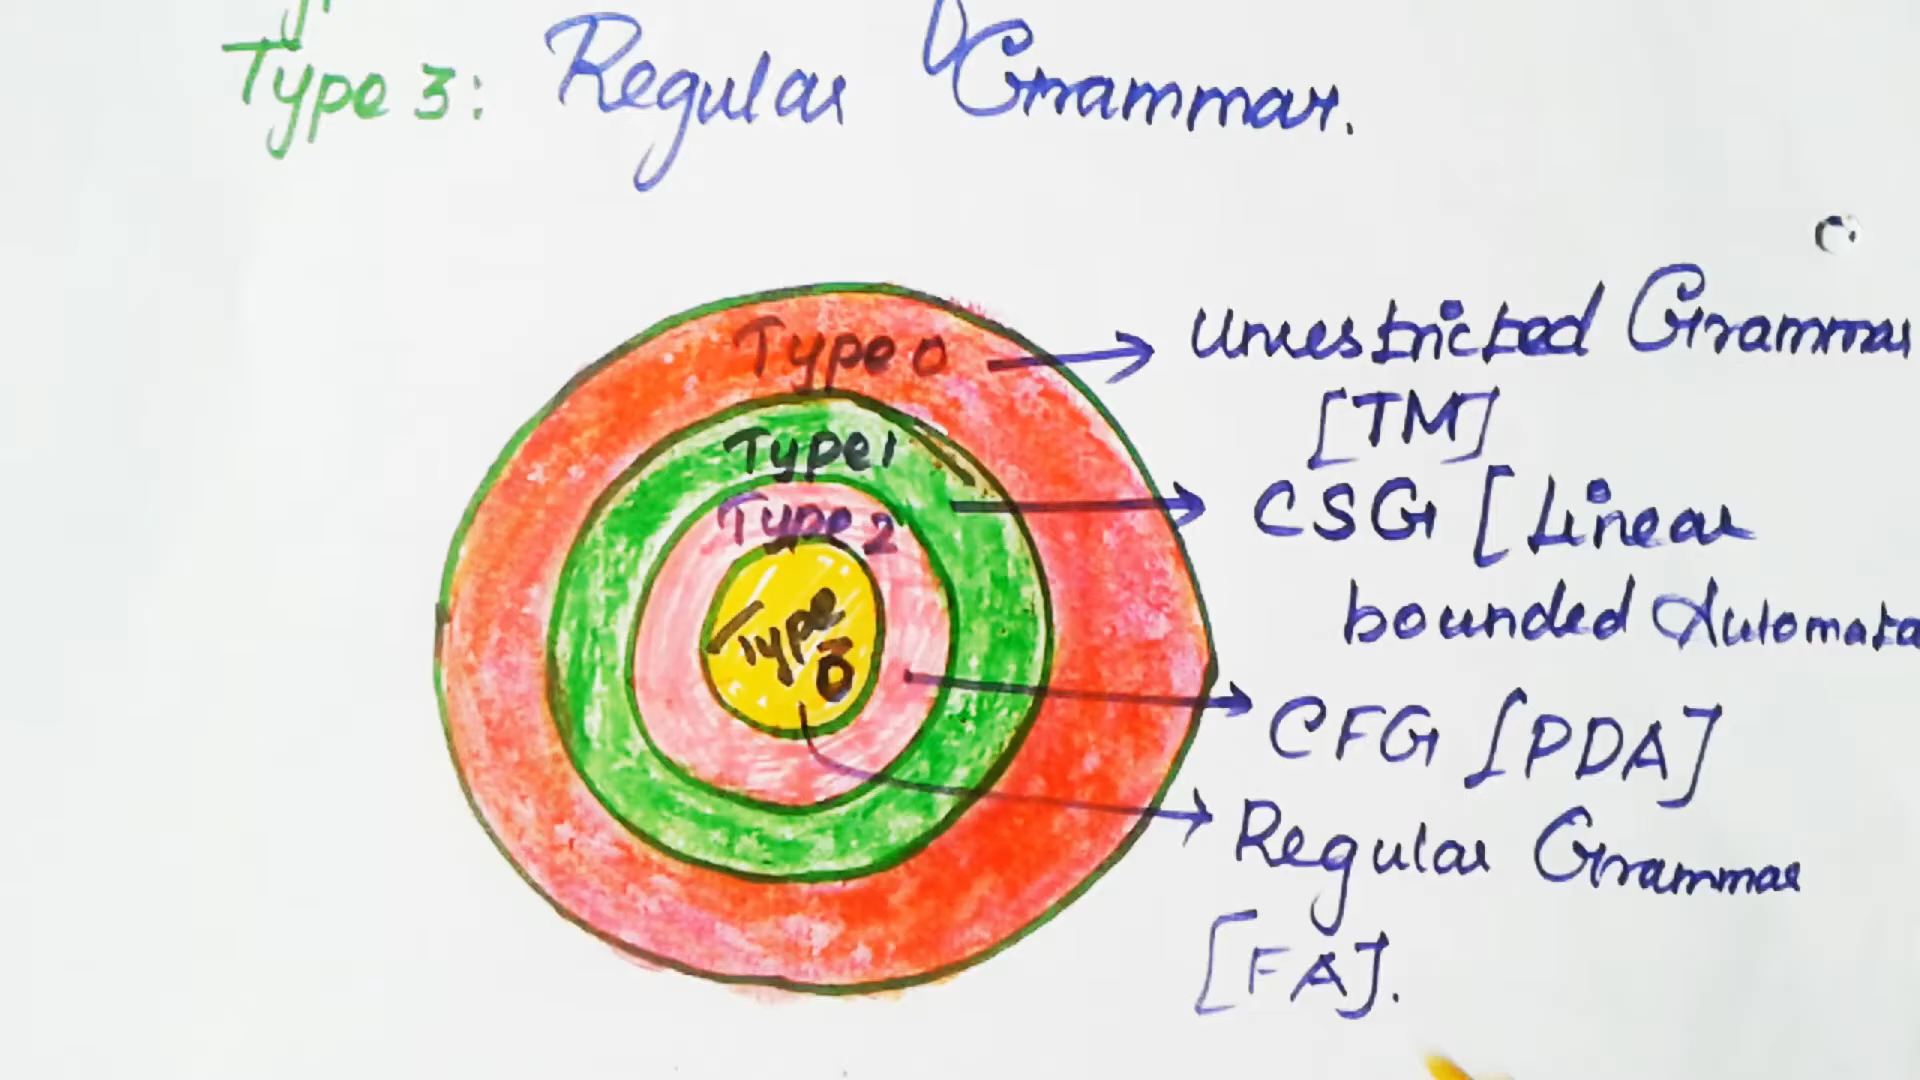 Type 3: Regular Grammar.
Type 0
Unrestricted Grammar
[TM]
Type 1
CSG [Linear
bounded Automata
Type 2
CFG [PDA]
Type 3
Regular Grammar
[FA].